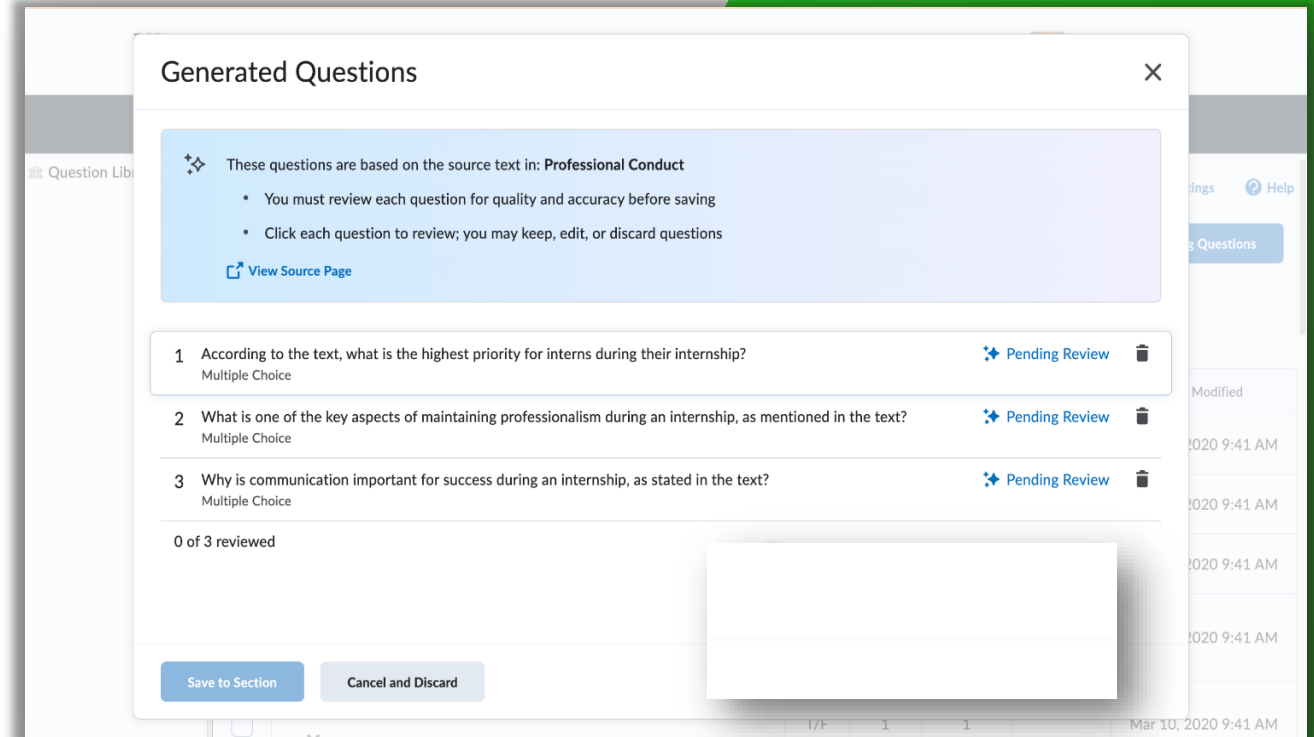 Generated Questions
These questions are based on the source text in: Professional Conduct
• You must review each question for quality and accuracy before saving
• Click each question to review; you may keep, edit, or discard questions
View Source Page
Question Lib
Help
Questions
1 According to the text, what is the highest priority for interns during their internship? Pending Review
Multiple Choice
Modified
2 What is one of the key aspects of maintaining professionalism during an internship, as mentioned in the text? Pending Review
Multiple Choice
2020 9:41 AM
3 Why is communication important for success during an internship, as stated in the text? Pending Review
Multiple Choice
2020 9:41 AM
0 of 3 reviewed
2020 9:41 AM
2020 9:41 AM
Save to Section Cancel and Discard
T/F 1 1 Mar 10, 2020 9:41 AM